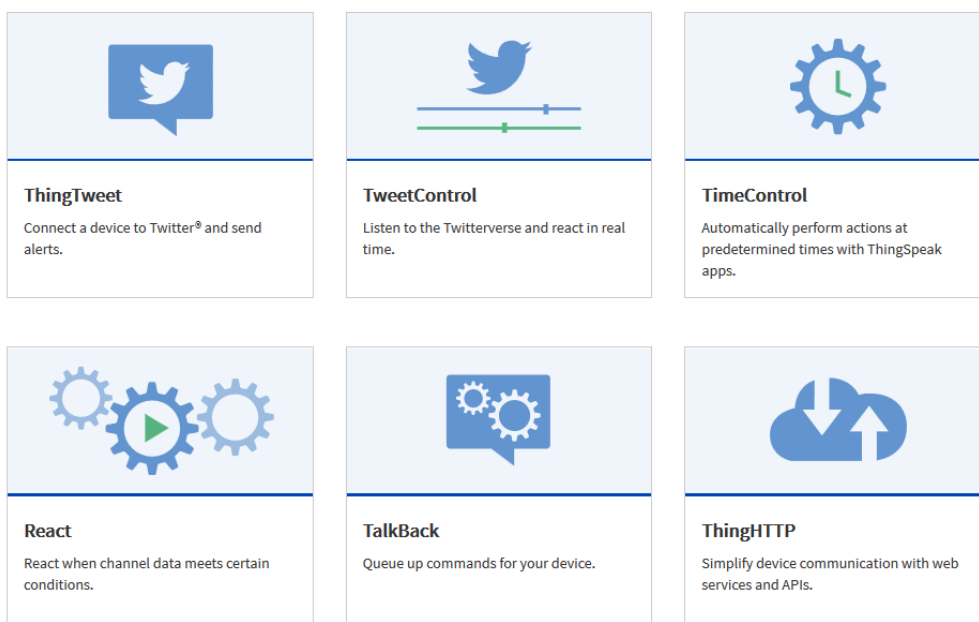 ThingTweet
Connect a device to Twitter® and send
alerts.
TweetControl
Listen to the Twitterverse and react in real
time.
TimeControl
Automatically perform actions at
predetermined times with ThingSpeak
apps.
React
React when channel data meets certain
conditions.
TalkBack
Queue up commands for your device.
ThingHTTP
Simplify device communication with web
services and APIs.